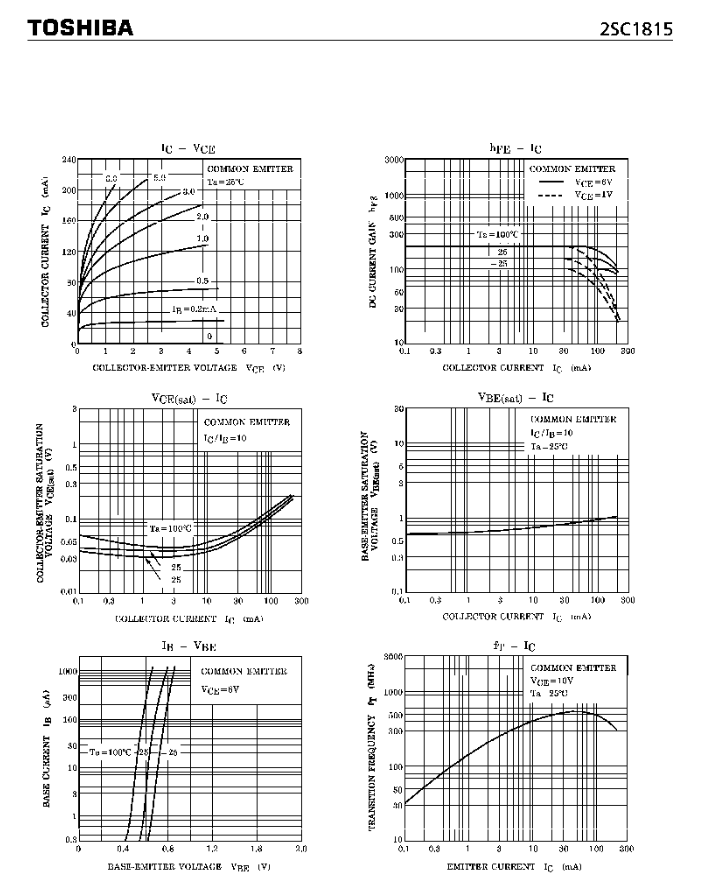 TOSHIBA
2SC1815
IC – VCE
COLLECTOR CURRENT IC (mA)
240
200
160
120
80
40
0
6.0
5.0
3.0
2.0
1.0
0.5
IB=0.2mA
0
COMMON EMITTER
Ta=25°C
0 1 2 3 4 5 6 7 8
COLLECTOR-EMITTER VOLTAGE VCE (V)
hFE – IC
DC CURRENT GAIN hFE
3000
1000
500
300
100
50
30
10
COMMON EMITTER
VCE=6V
VCE=1V
Ta=100°C
25
–25
0.1 0.3 1 3 10 30 100 300
COLLECTOR CURRENT IC (mA)
VCE(sat) – IC
COLLECTOR-EMITTER SATURATION
VOLTAGE VCE(sat) (V)
1
0.5
0.3
0.1
0.05
0.03
0.01
COMMON EMITTER
IC/IB=10
Ta=100°C
25
25
0.1 0.3 1 3 10 30 100 300
COLLECTOR CURRENT IC (mA)
VBE(sat) – IC
BASE-EMITTER SATURATION
VOLTAGE VBE(sat) (V)
30
10
5
3
1
0.5
0.3
0.1
COMMON EMITTER
IC/IB=10
Ta=25°C
0.1 0.3 1 3 10 30 100 300
COLLECTOR CURRENT IC (mA)
IB – VBE
BASE CURRENT IB (μA)
1000
300
100
30
10
3
1
0.3
COMMON EMITTER
VCE=6V
Ta=100°C 25 –25
0 0.4 0.8 1.2 1.6 2.0
BASE-EMITTER VOLTAGE VBE (V)
fT – IC
TRANSITION FREQUENCY fT (MHz)
3000
1000
500
300
100
50
30
10
COMMON EMITTER
VCE=10V
Ta=25°C
0.1 0.3 1 3 10 30 100 300
EMITTER CURRENT IC (mA)